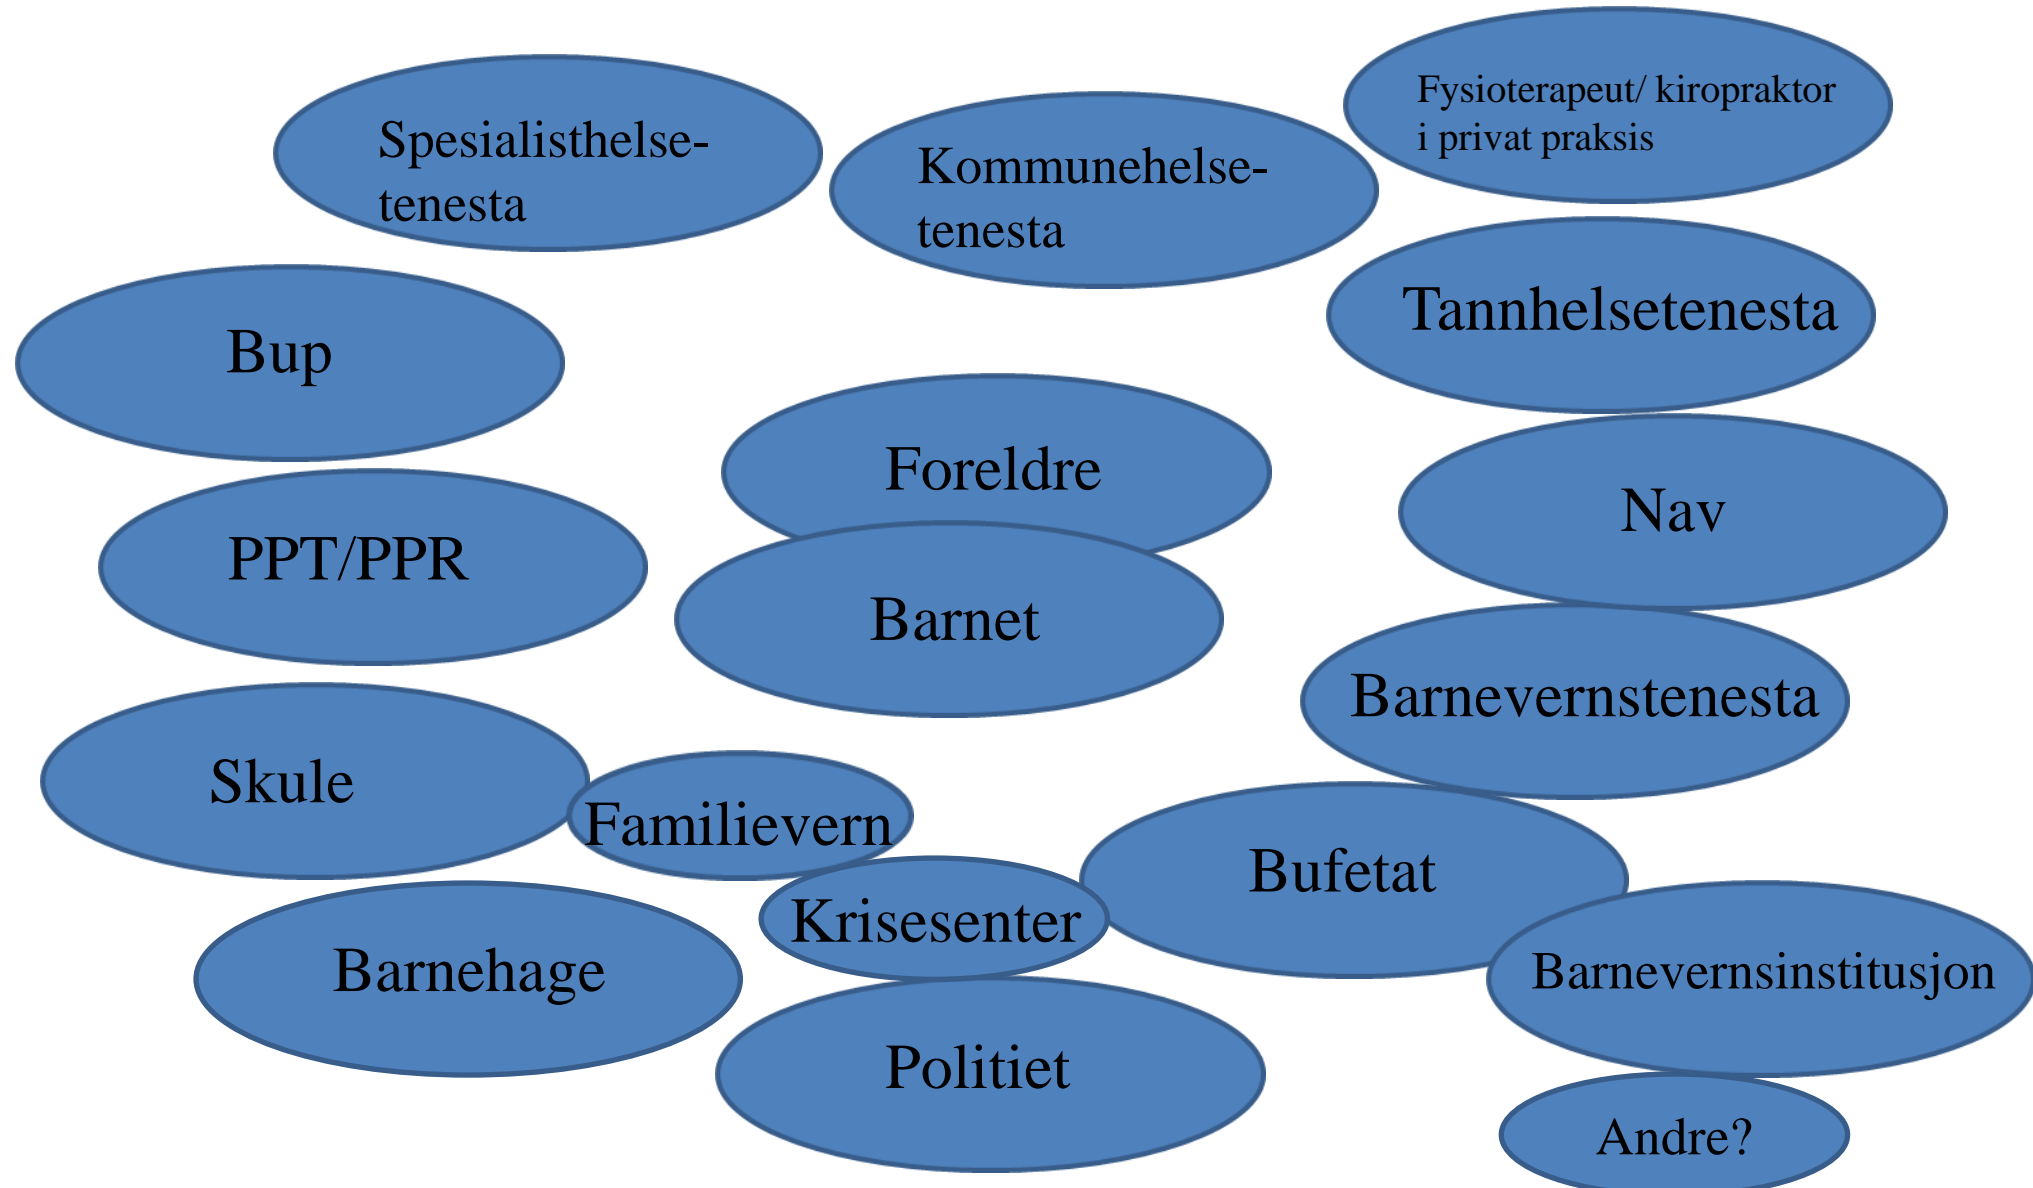 Fysioterapeut/ kiropraktor
i privat praksis
Spesialisthelse-
tenesta
Kommunehelse-
tenesta
Tannhelsetenesta
Bup
Foreldre
Nav
PPT/PPR
Barnet
Barnevernstenesta
Skule
Familievern
Bufetat
Krisesenter
Barnehage
Barnevernsinstitusjon
Politiet
Andre?